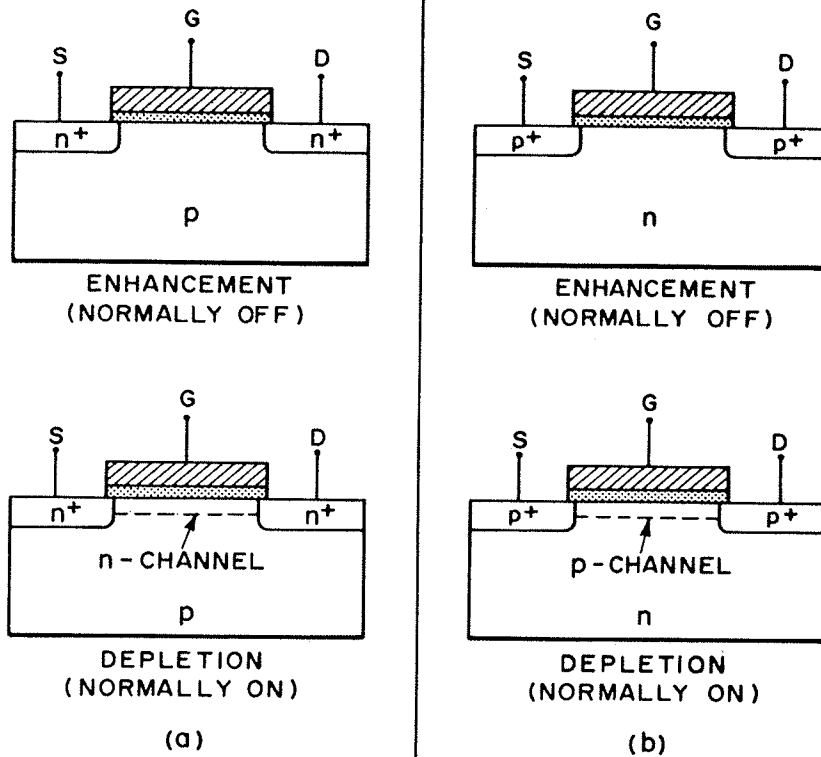 G
S
D
n+
n+
p
ENHANCEMENT
(NORMALLY OFF)
G
S
D
n+
n+
n-CHANNEL
p
DEPLETION
(NORMALLY ON)
(a)
G
S
D
p+
p+
n
ENHANCEMENT
(NORMALLY OFF)
G
S
D
p+
p+
p-CHANNEL
n
DEPLETION
(NORMALLY ON)
(b)